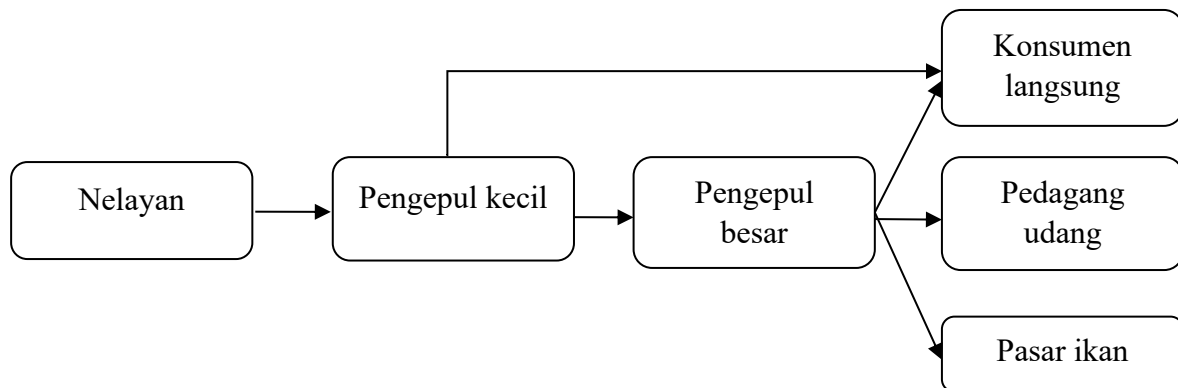 Konsumen
langsung
Nelayan
Pengepul kecil
Pengepul
besar
Pedagang
udang
Pasar ikan